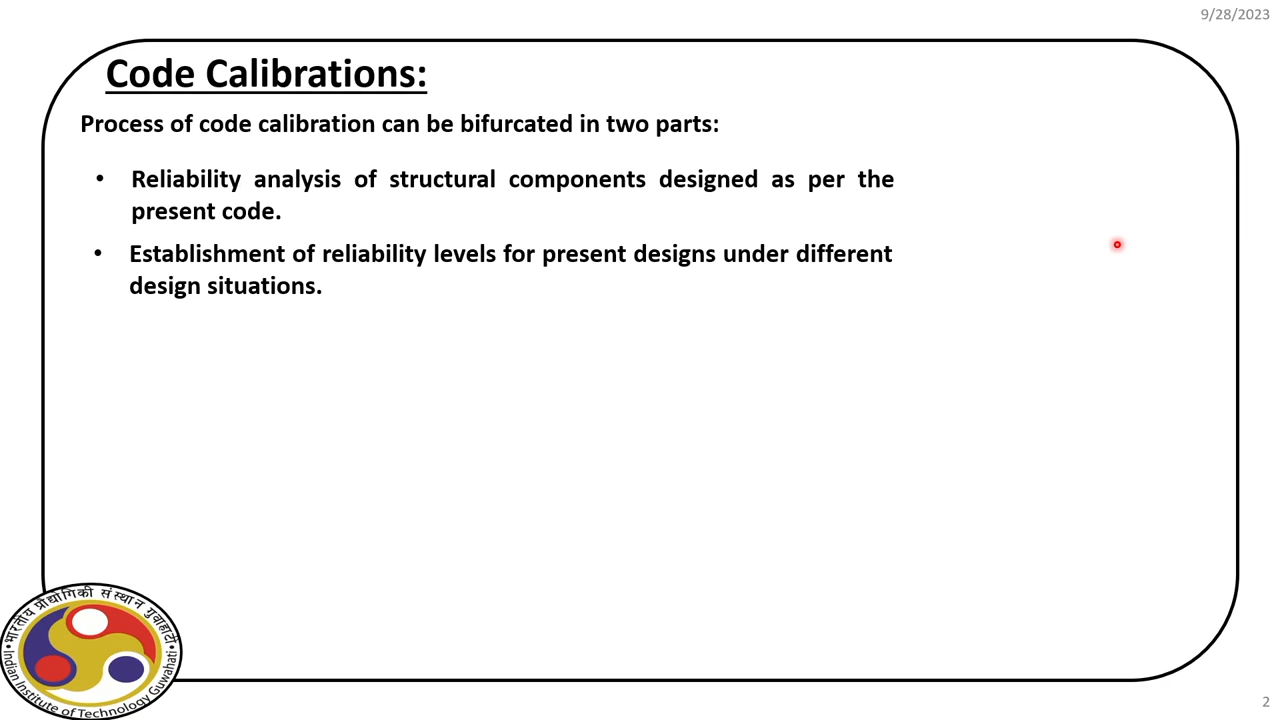 9/28/2023
Code Calibrations:
Process of code calibration can be bifurcated in two parts:
• Reliability analysis of structural components designed as per the
present code.
• Establishment of reliability levels for present designs under different
design situations.
भारतीय प्रौद्योगिकी संस्थान गुवाहाटी
Indian Institute of Technology Guwahati
2